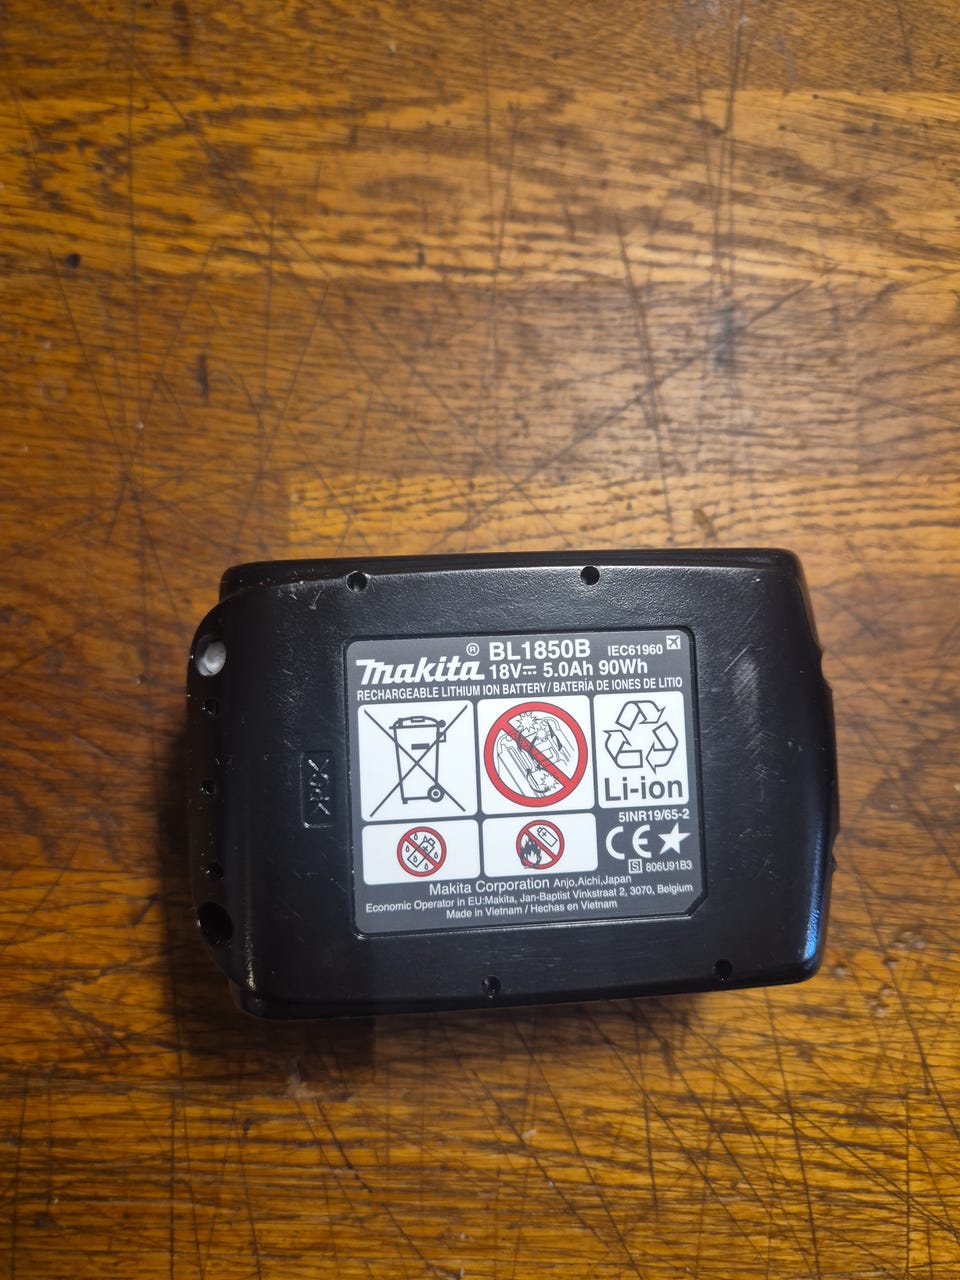 makita® BL1850B IEC61960
18V⎓ 5.0Ah 90Wh
RECHARGEABLE LITHIUM ION BATTERY / BATERÍA DE IONES DE LITIO
Li-ion
5INR19/65-2
CE
S 806U91B3
Makita Corporation Anjo,Aichi,Japan
Economic Operator in EU:Makita, Jan-Baptist Vinkstraat 2, 3070, Belgium
Made in Vietnam / Hechas en Vietnam